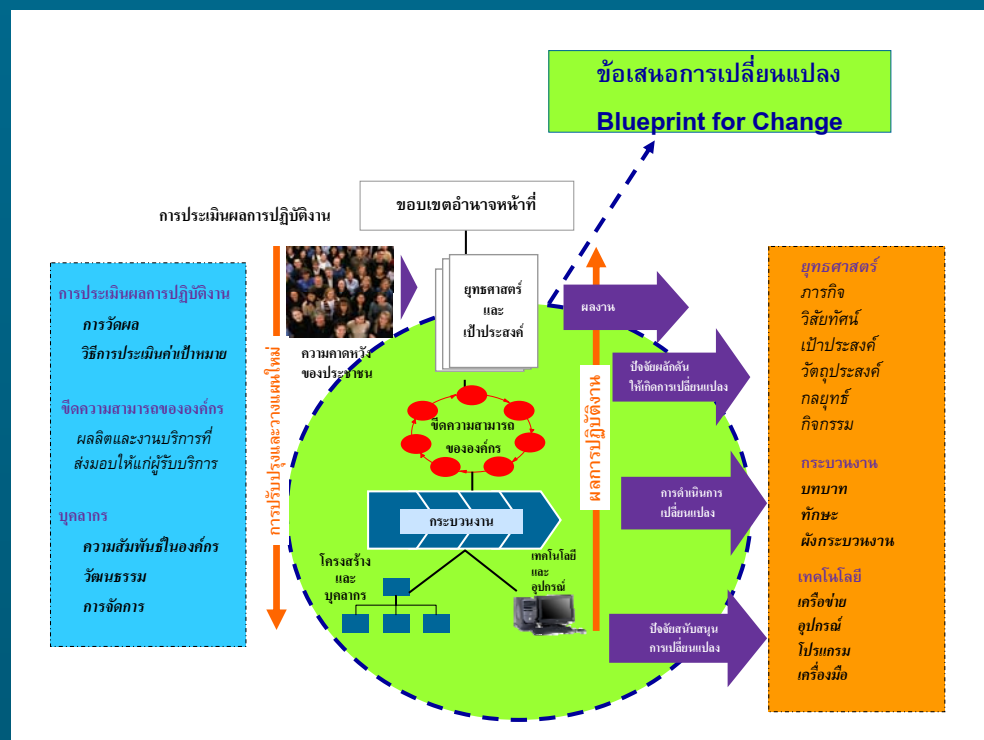 ข้อเสนอการเปลี่ยนแปลง
Blueprint for Change
ขอบเขตอำนาจหน้าที่
การประเมินผลการปฏิบัติงาน
การประเมินผลการปฏิบัติงาน
การวัดผล
วิธีการประเมินค่าเป้าหมาย
ขีดความสามารถขององค์กร
ผลผลิตและงานบริการที่
ส่งมอบให้แก่ผู้รับบริการ
บุคลากร
ความสัมพันธ์ในองค์กร
วัฒนธรรม
การจัดการ
การปรับปรุงและวางแผนใหม่
ความคาดหวัง
ของประชาชน
ยุทธศาสตร์
และ
เป้าประสงค์
ขีดความสามารถ
ขององค์กร
กระบวนงาน
โครงสร้าง
และ
บุคลากร
เทคโนโลยี
และ
อุปกรณ์
ผลการปฏิบัติงาน
ผลงาน
ปัจจัยผลักดัน
ให้เกิดการเปลี่ยนแปลง
การดำเนินการ
เปลี่ยนแปลง
ปัจจัยสนับสนุน
การเปลี่ยนแปลง
ยุทธศาสตร์
ภารกิจ
วิสัยทัศน์
เป้าประสงค์
วัตถุประสงค์
กลยุทธ์
กิจกรรม
กระบวนงาน
บทบาท
ทักษะ
ผังกระบวนงาน
เทคโนโลยี
เครือข่าย
อุปกรณ์
โปรแกรม
เครื่องมือ